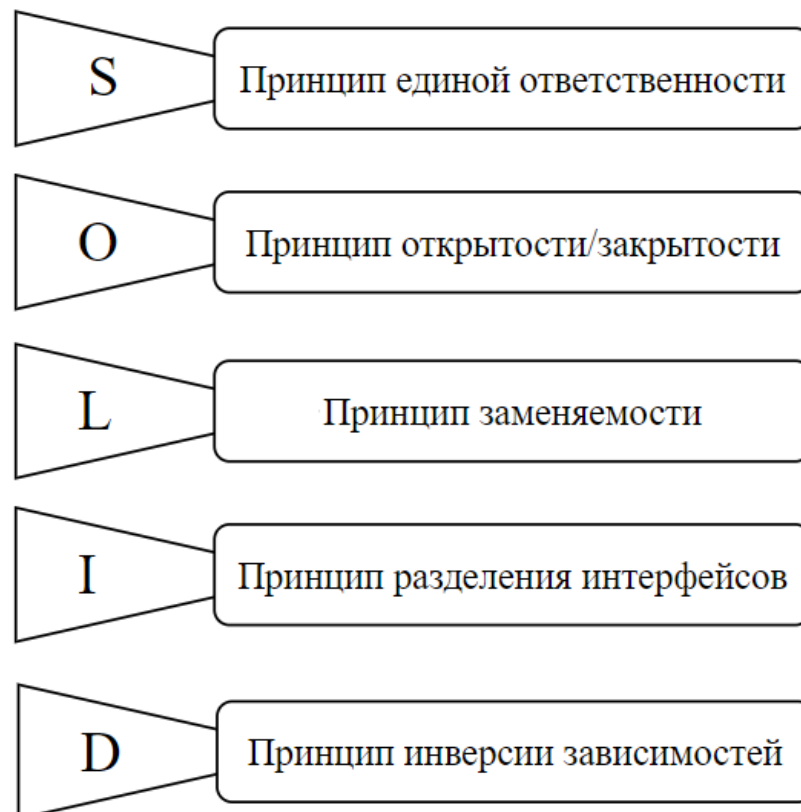 S Принцип единой ответственности
O Принцип открытости/закрытости
L Принцип заменяемости
I Принцип разделения интерфейсов
D Принцип инверсии зависимостей